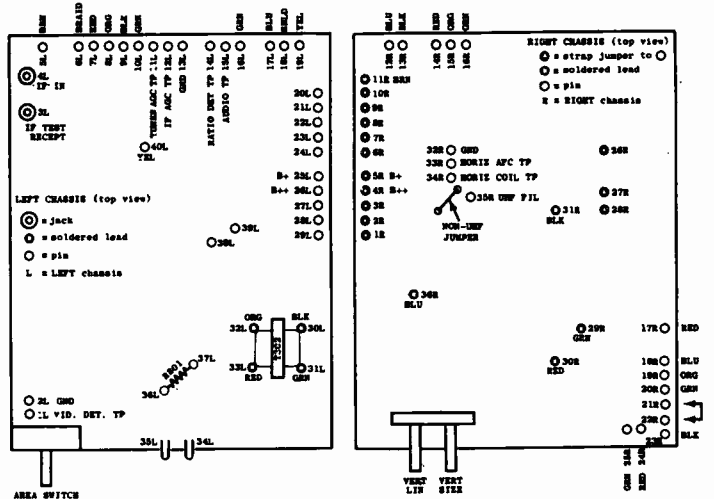 BRN
BRAID
RED
ORG
BLK
GRN
GRN
BLU
SHLD
YEL
5L
6L
7L
8L
9L
10L
TUNER AGC TP 11L
IF AGC TP 12L
GND 13L
RATIO DET TP 14L
AUDIO TP 15L
16L
17L
18L
19L
4L
IF IN
3L
IF TEST
RECEPT
40L
YEL
20L
21L
22L
23L
24L
B+ 25L
B++ 26L
27L
28L
29L
39L
38L
LEFT CHASSIS (top view)
= jack
= soldered lead
= pin
L = LEFT chassis
ORG
BLK
32L
30L
T302
33L
31L
RED
GRN
R801
37L
36L
2L GND
1L VID. DET. TP
35L
34L
AREA SWITCH
BLU
BLK
RED
ORG
GRN
12R
13R
14R
15R
16R
RIGHT CHASSIS (top view)
= strap jumper to
= soldered lead
= pin
R = RIGHT chassis
11R BRN
10R
9R
8R
7R
6R
5R B+
4R B++
3R
2R
1R
32R GND
33R HORIZ AFC TP
34R HORIZ COIL TP
35R UHF FIL
NON-UHF
JUMPER
26R
27R
28R
31R
BLK
36R
BLU
29R
GRN
30R
RED
17R RED
18R BLU
19R ORG
20R GRN
21R
22R
23R BLK
25R
GRN
24R
RED
VERT
LIN
VERT
SIZE